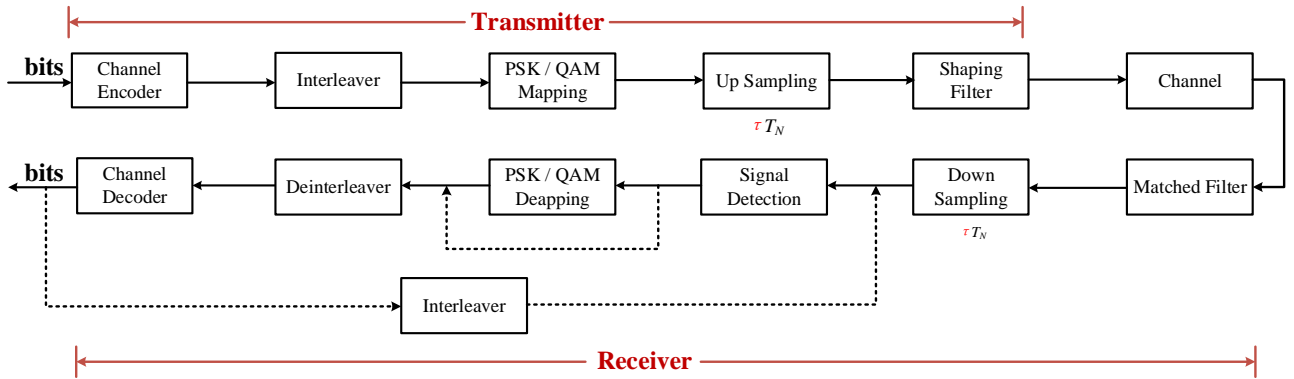 Transmitter
bits
Channel
Encoder
Interleaver
PSK / QAM
Mapping
Up Sampling
Shaping
Filter
Channel
τ T_N
bits
Channel
Decoder
Deinterleaver
PSK / QAM
Deapping
Signal
Detection
Down
Sampling
Matched Filter
τ T_N
Interleaver
Receiver